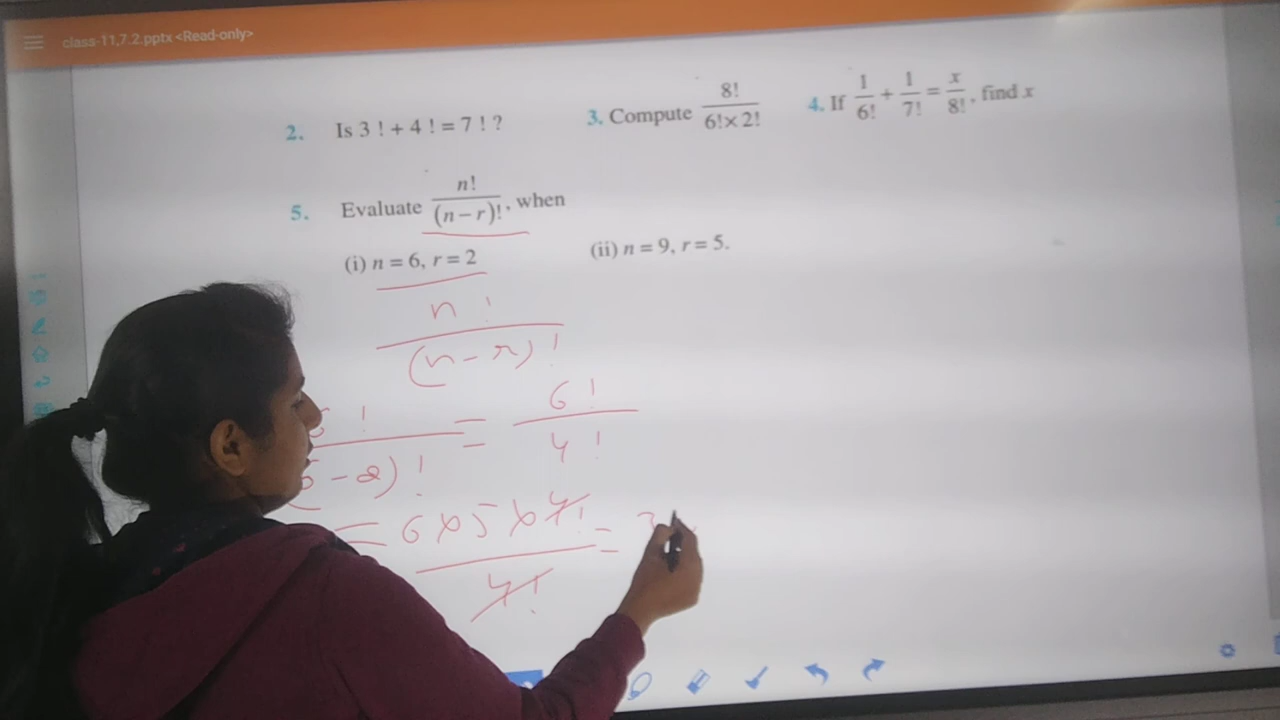 class-11,7.2.pptx <Read-only>
2. Is 3 ! + 4 ! = 7 ! ?
3. Compute 8! / 6!×2!
4. If 1/6! + 1/7! = x/8!, find x
5. Evaluate n! / (n−r)!, when
(i) n = 6, r = 2
(ii) n = 9, r = 5.
n !
(n − r) !
! = 6 !
− 2) ! 4 !
= 6 × 5 × 4! = 3
4!